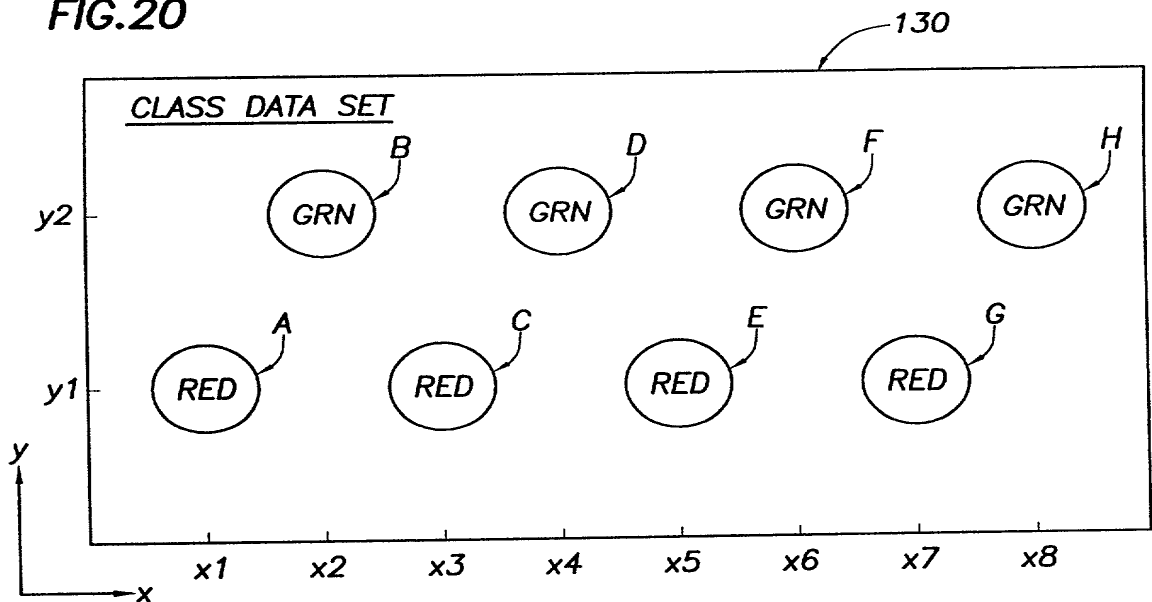 FIG.20
130
CLASS DATA SET
B D F H
y2 GRN GRN GRN GRN
A C E G
y1 RED RED RED RED
y
x1 x2 x3 x4 x5 x6 x7 x8
x